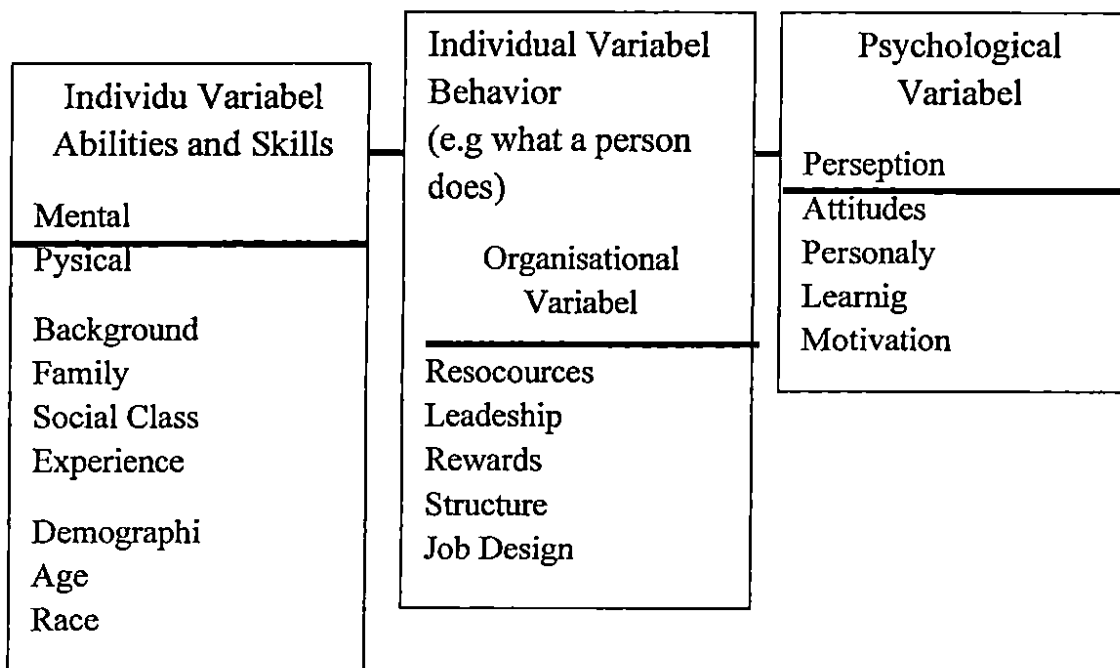 Individu Variabel
Abilities and Skills
Mental
Pysical
Background
Family
Social Class
Experience
Demographi
Age
Race
Individual Variabel
Behavior
(e.g what a person
does)
Organisational
Variabel
Resocources
Leadeship
Rewards
Structure
Job Design
Psychological
Variabel
Perseption
Attitudes
Personaly
Learnig
Motivation